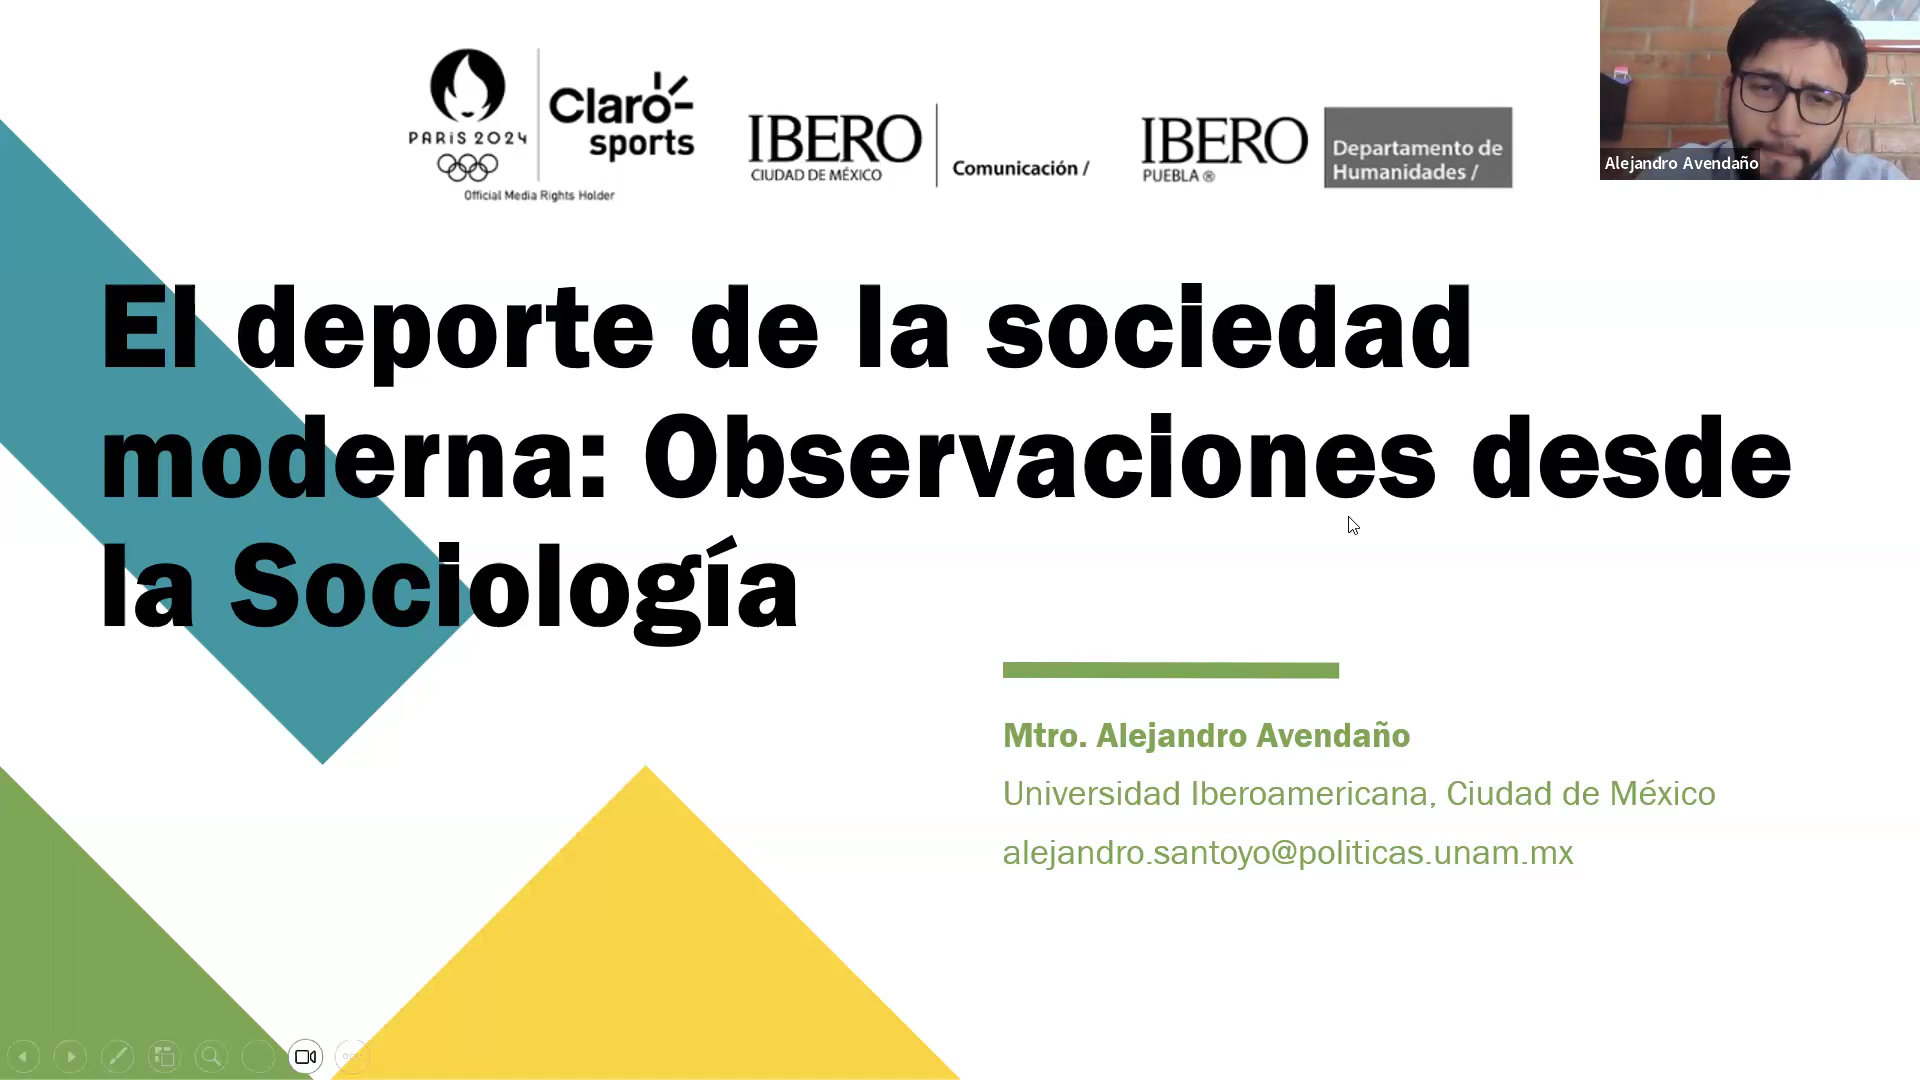 PARIS 2024
Official Media Rights Holder
Claro
sports
IBERO
CIUDAD DE MÉXICO
Comunicación /
IBERO
PUEBLA ®
Departamento de
Humanidades /
Alejandro Avendaño
El deporte de la sociedad
moderna: Observaciones desde
la Sociología
Mtro. Alejandro Avendaño
Universidad Iberoamericana, Ciudad de México
alejandro.santoyo@politicas.unam.mx